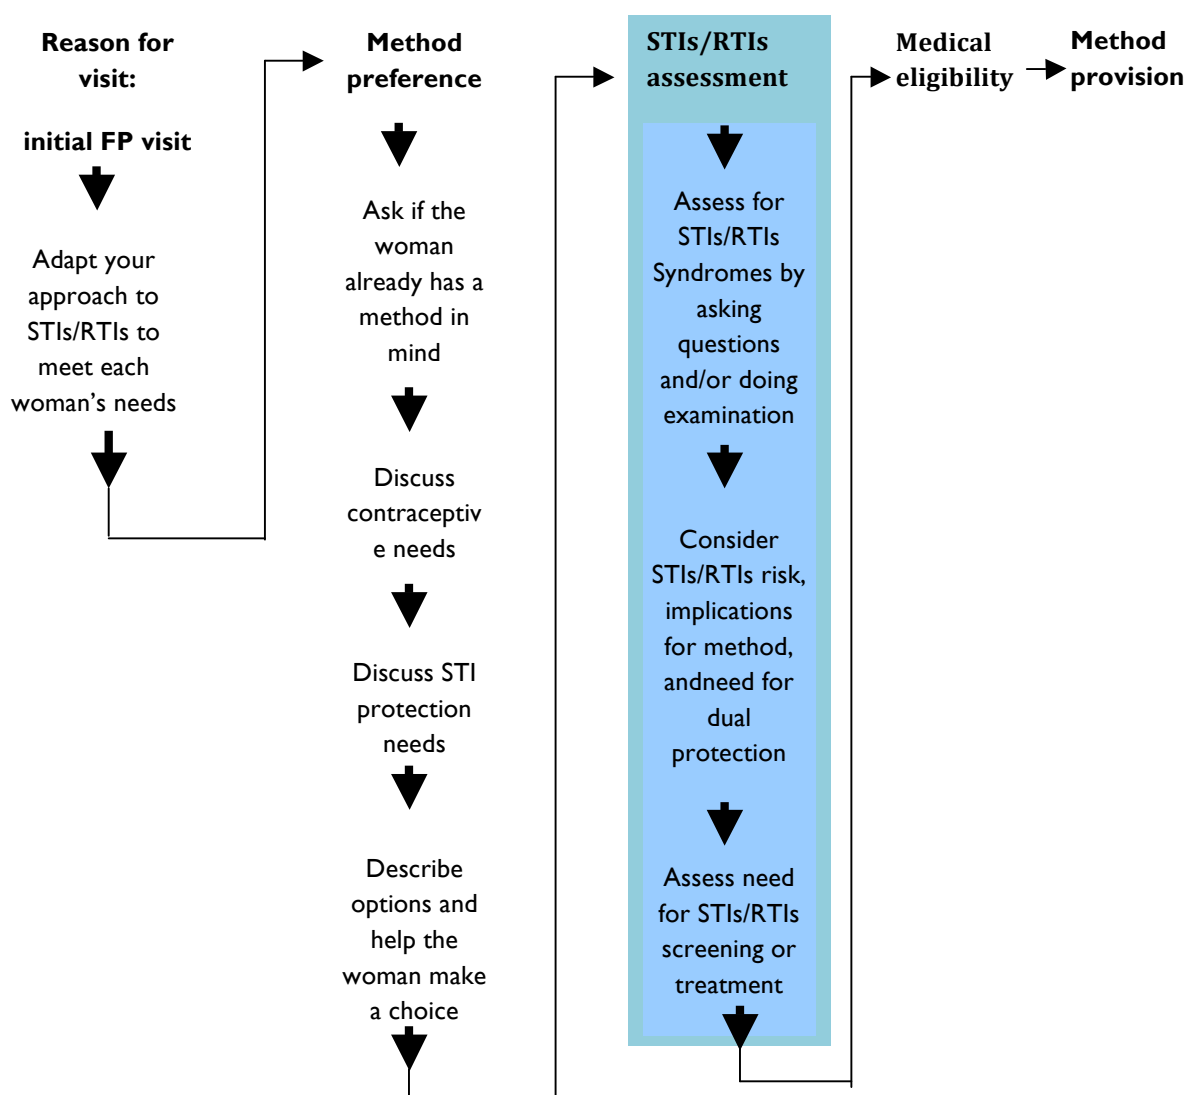 Reason for
visit:
initial FP visit
Adapt your
approach to
STIs/RTIs to
meet each
woman's needs
Method
preference
Ask if the
woman
already has a
method in
mind
Discuss
contraceptiv
e needs
Discuss STI
protection
needs
Describe
options and
help the
woman make
a choice
STIs/RTIs
assessment
Assess for
STIs/RTIs
Syndromes by
asking
questions
and/or doing
examination
Consider
STIs/RTIs risk,
implications
for method,
andneed for
dual
protection
Assess need
for STIs/RTIs
screening or
treatment
Medical
eligibility
Method
provision